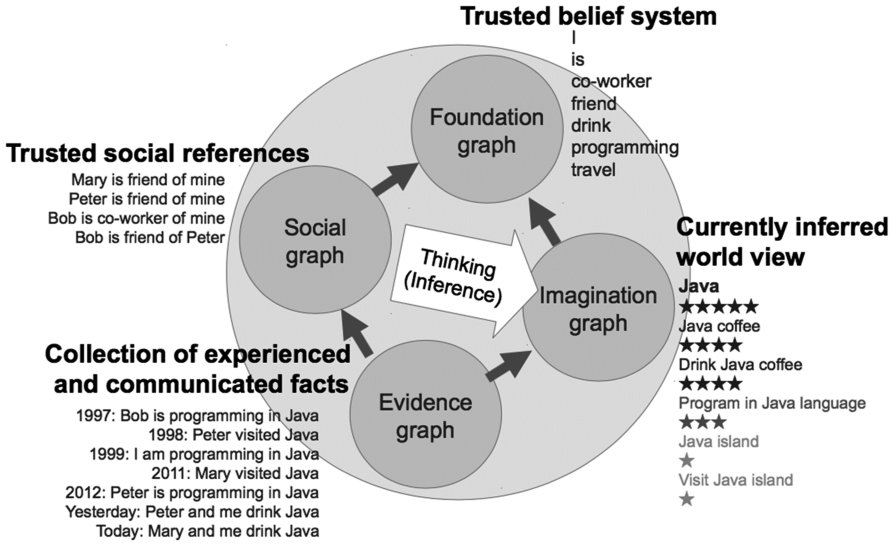 Trusted belief system
I
is
co-worker
friend
drink
programming
travel
Foundation
graph
Trusted social references
Mary is friend of mine
Peter is friend of mine
Bob is co-worker of mine
Bob is friend of Peter
Social
graph
Thinking
(Inference)
Currently inferred
world view
Java
★★★★★
Java coffee
★★★★
Drink Java coffee
★★★★
Program in Java language
★★★
Java island
★
Visit Java island
★
Imagination
graph
Collection of experienced
and communicated facts
1997: Bob is programming in Java
1998: Peter visited Java
1999: I am programming in Java
2011: Mary visited Java
2012: Peter is programming in Java
Yesterday: Peter and me drink Java
Today: Mary and me drink Java
Evidence
graph